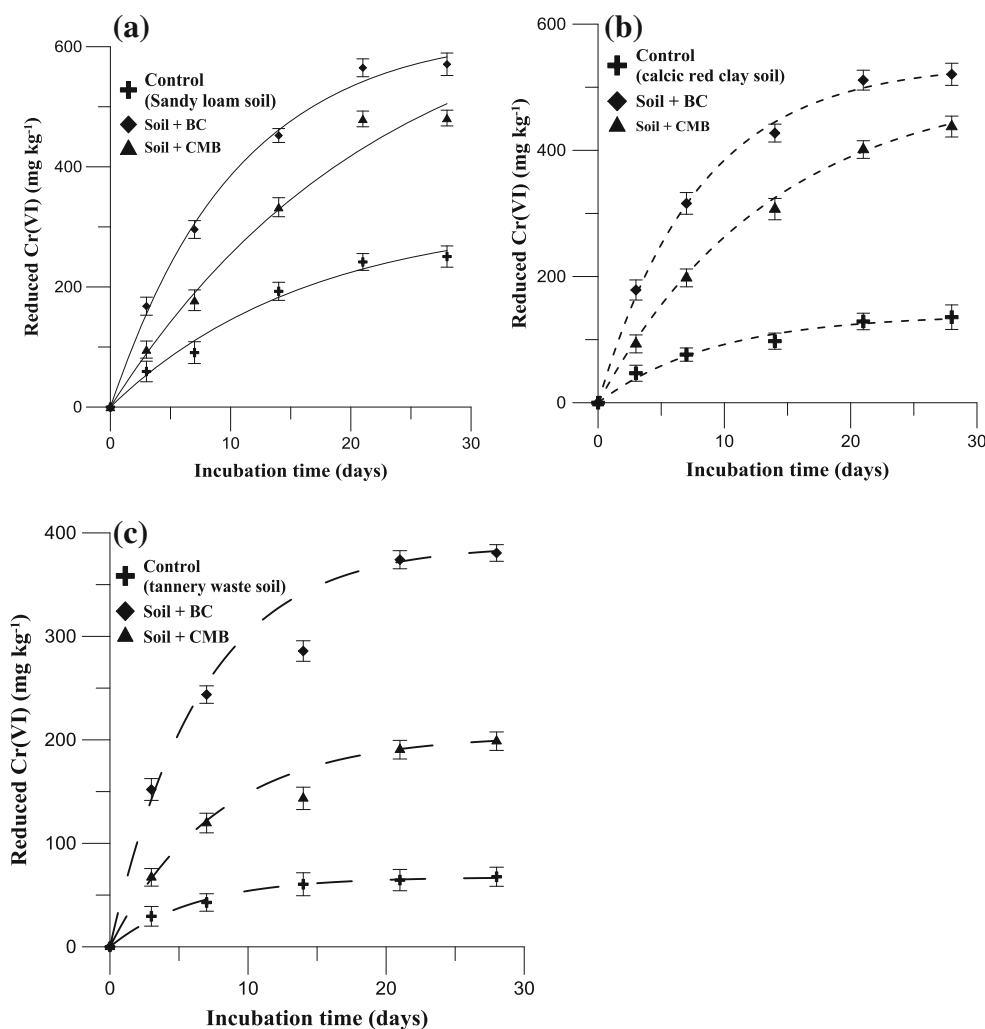 (a)
600
400
200
0
Reduced Cr(VI) (mg kg⁻¹)
Control
(Sandy loam soil)
Soil + BC
Soil + CMB
0 10 20 30
Incubation time (days)
(b)
600
400
200
0
Reduced Cr(VI) (mg kg⁻¹)
Control
(calcic red clay soil)
Soil + BC
Soil + CMB
0 10 20 30
Incubation time (days)
(c)
400
300
200
100
0
Reduced Cr(VI) (mg kg⁻¹)
Control
(tannery waste soil)
Soil + BC
Soil + CMB
0 10 20 30
Incubation time (days)